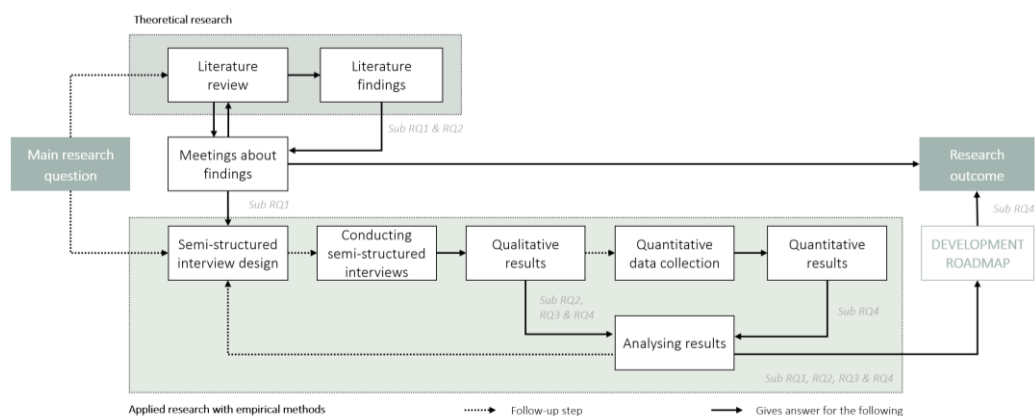 Theoretical research
Literature
review
Literature
findings
Sub RQ1 & RQ2
Main research
question
Meetings about
findings
Research
outcome
Sub RQ1
Sub RQ4
Semi-structured
interview design
Conducting
semi-structured
interviews
Qualitative
results
Quantitative
data collection
Quantitative
results
DEVELOPMENT
ROADMAP
Sub RQ2,
RQ3 & RQ4
Sub RQ4
Analysing results
Sub RQ1, RQ2, RQ3 & RQ4
Applied research with empirical methods
Follow-up step
Gives answer for the following